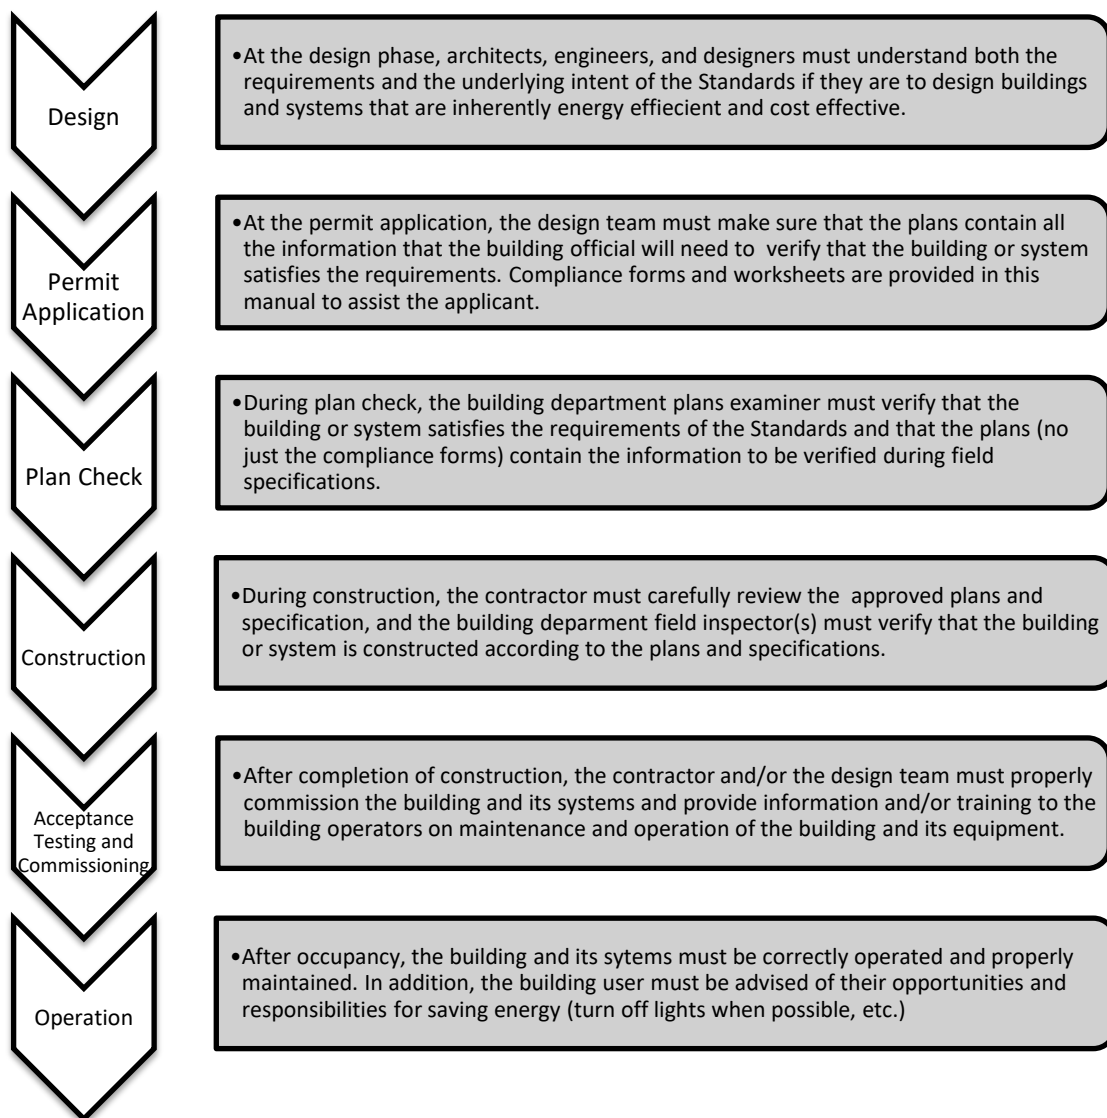 Design
•At the design phase, architects, engineers, and designers must understand both the
requirements and the underlying intent of the Standards if they are to design buildings
and systems that are inherently energy effiecient and cost effective.
Permit
Application
•At the permit application, the design team must make sure that the plans contain all
the information that the building official will need to  verify that the building or system
satisfies the requirements. Compliance forms and worksheets are provided in this
manual to assist the applicant.
Plan Check
•During plan check, the building department plans examiner must verify that the
building or system satisfies the requirements of the Standards and that the plans (no
just the compliance forms) contain the information to be verified during field
specifications.
Construction
•During construction, the contractor must carefully review the  approved plans and
specification, and the building deparment field inspector(s) must verify that the building
or system is constructed according to the plans and specifications.
Acceptance
Testing and
Commissioning
•After completion of construction, the contractor and/or the design team must properly
commission the building and its systems and provide information and/or training to the
building operators on maintenance and operation of the building and its equipment.
Operation
•After occupancy, the building and its sytems must be correctly operated and properly
maintained. In addition, the building user must be advised of their opportunities and
responsibilities for saving energy (turn off lights when possible, etc.)